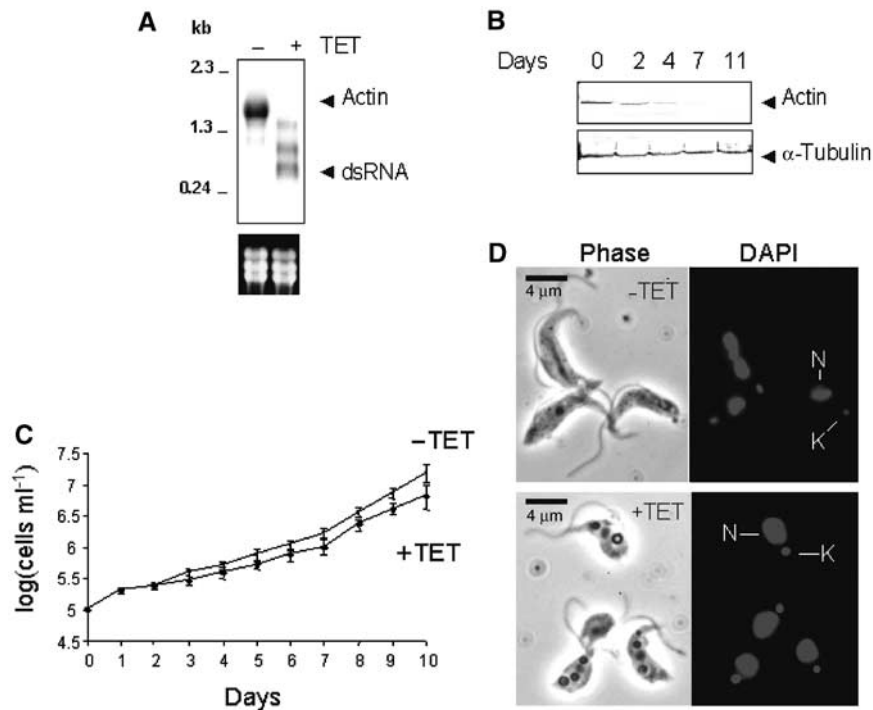 A
kb
– + TET
2.3
Actin
1.3
dsRNA
0.24
B
Days 0 2 4 7 11
Actin
α-Tubulin
C
–TET
+TET
log(cells ml⁻¹)
7.5
7
6.5
6
5.5
5
4.5
0 1 2 3 4 5 6 7 8 9 10
Days
D
Phase DAPI
4 µm
–TET
N
K
4 µm
+TET
N
K